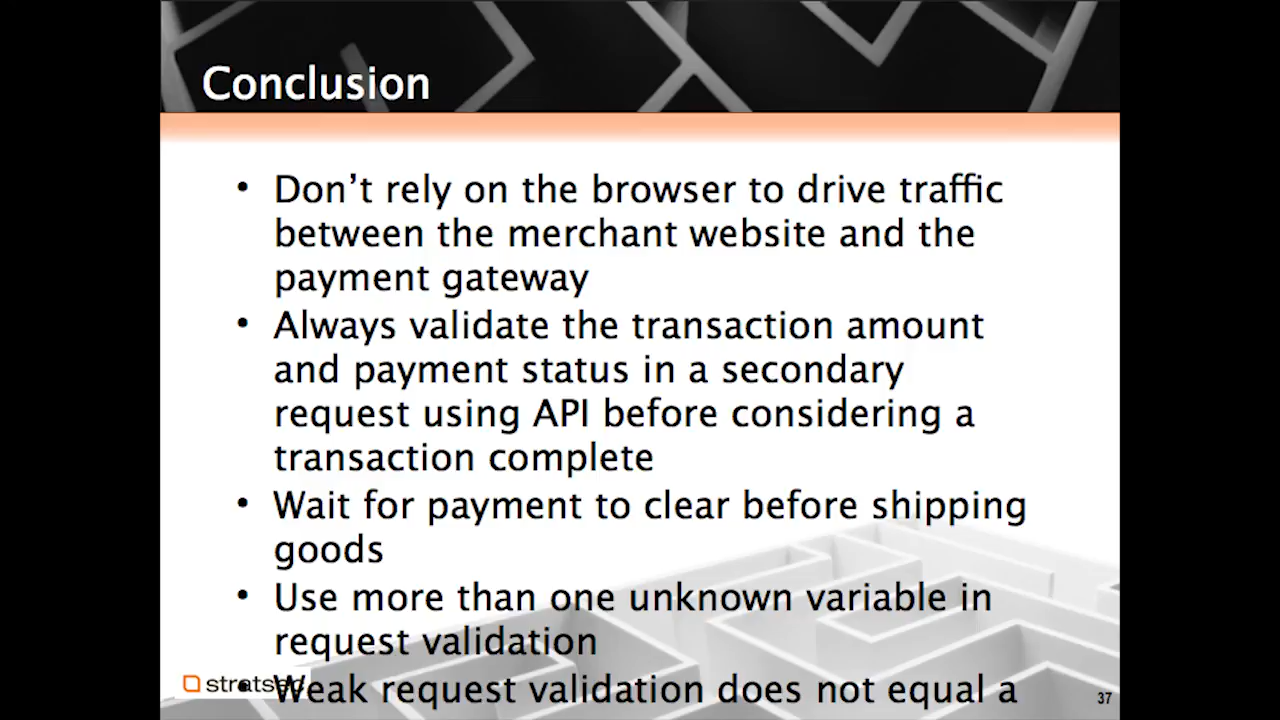 Conclusion
• Don’t rely on the browser to drive traffic
between the merchant website and the
payment gateway
• Always validate the transaction amount
and payment status in a secondary
request using API before considering a
transaction complete
• Wait for payment to clear before shipping
goods
• Use more than one unknown variable in
request validation
• Weak request validation does not equal a
stratsec
37